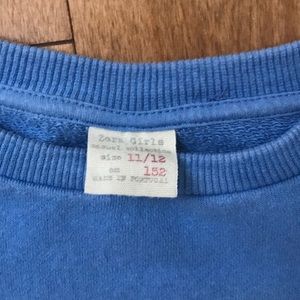 Zara Girls
casual collection
size 11/12
cm 152
MADE IN PORTUGAL